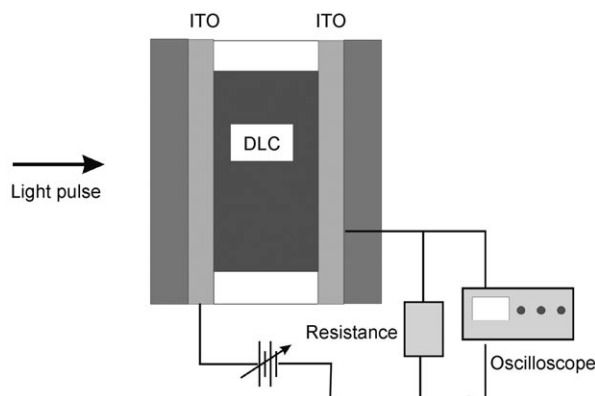 ITO
ITO
DLC
Light pulse
Resistance
Oscilloscope